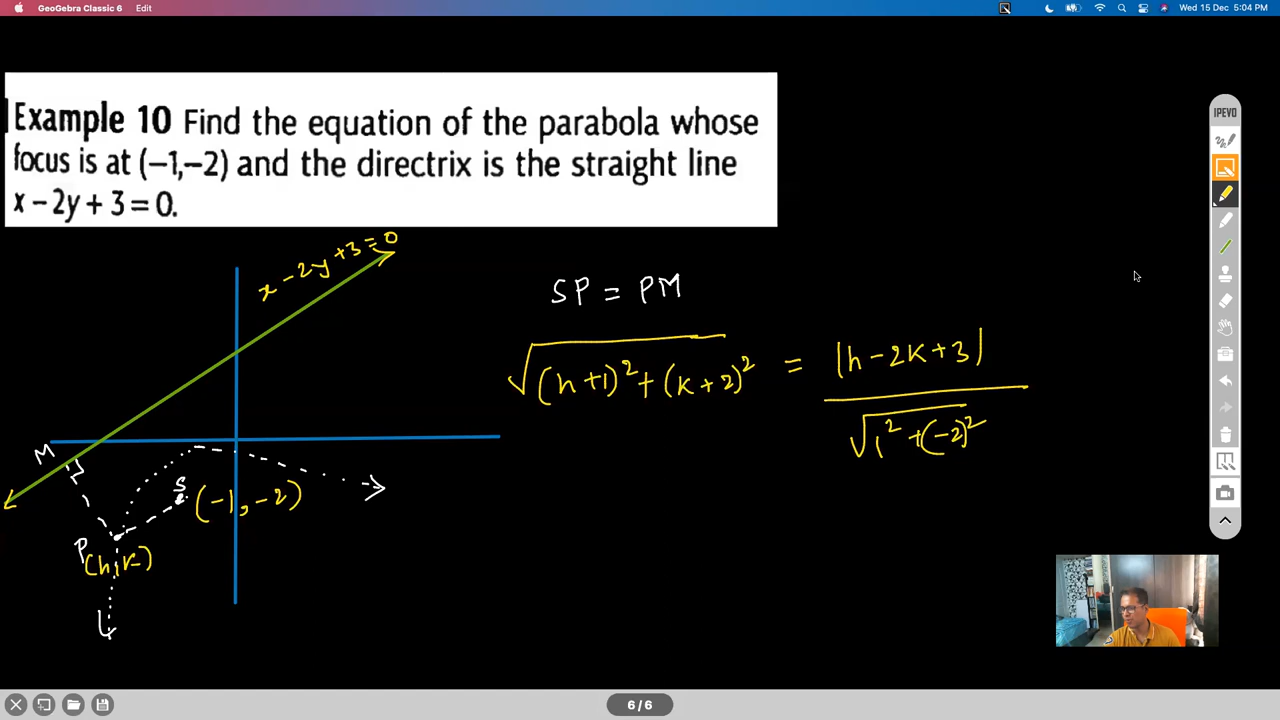 GeoGebra Classic 6 Edit Wed 15 Dec 5:04 PM
Example 10 Find the equation of the parabola whose
focus is at (−1,−2) and the directrix is the straight line
x − 2y + 3 = 0.
x − 2y + 3 = 0
SP = PM
√((h+1)² + (k+2)²) = |h − 2k + 3| / √(1² + (−2)²)
M
S
(−1, −2)
P
(h,k)
IPEVO
6 / 6